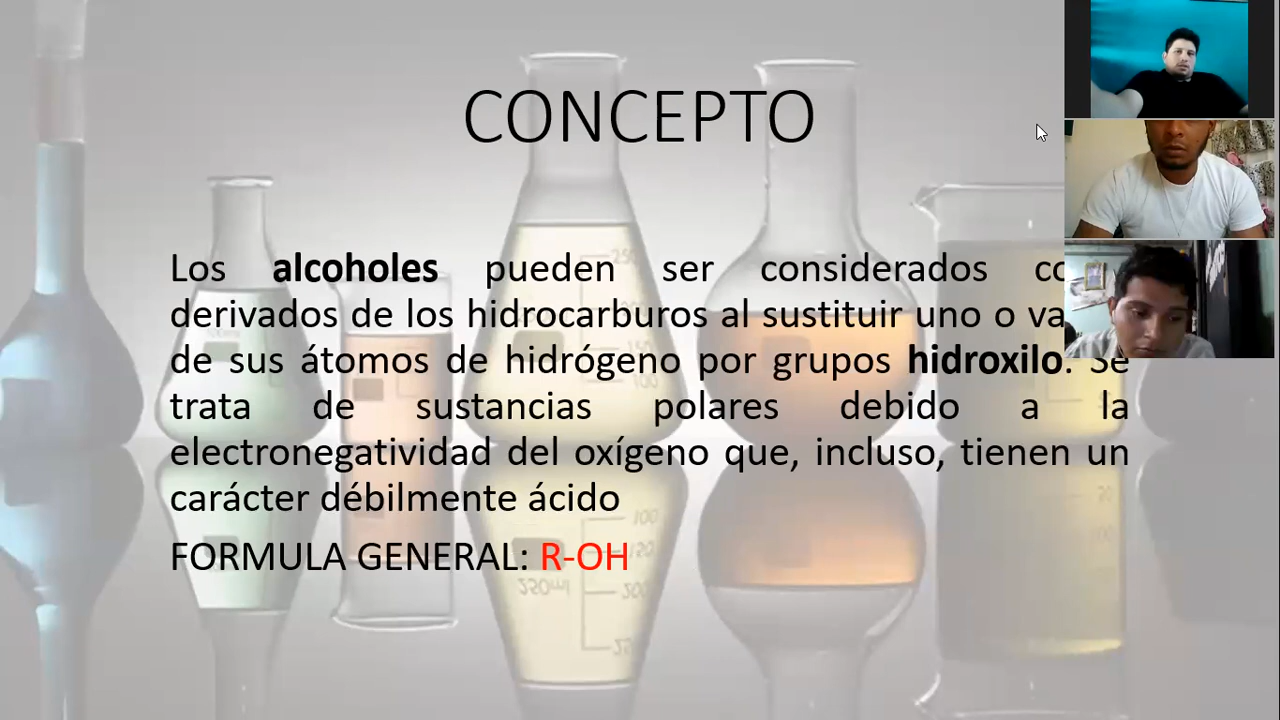 CONCEPTO
Los alcoholes pueden ser considerados
derivados de los hidrocarburos al sustituir uno o
de sus átomos de hidrógeno por grupos hidroxilo. Se
trata de sustancias polares debido a la
electronegatividad del oxígeno que, incluso, tienen un
carácter débilmente ácido
FORMULA GENERAL: R-OH
250ml